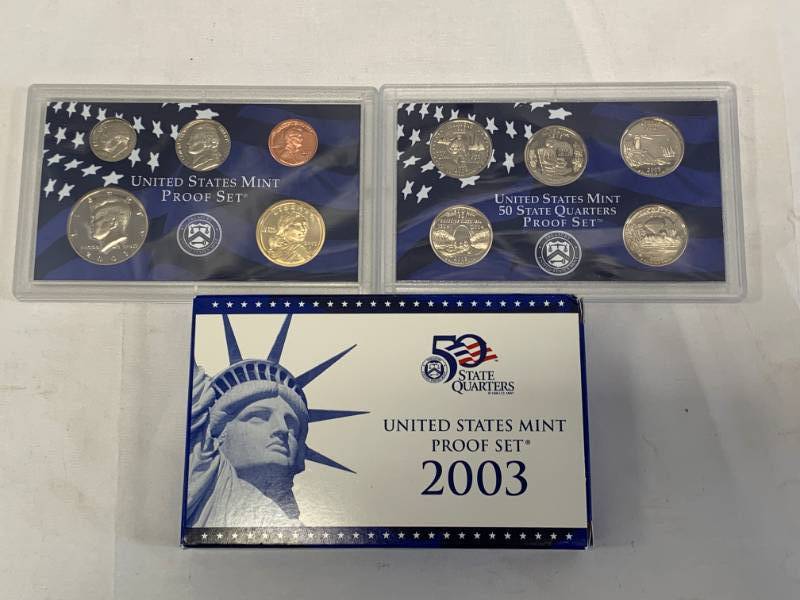 UNITED STATES MINT
PROOF SET®
UNITED STATES MINT
50 STATE QUARTERS
PROOF SET™
50
STATE
QUARTERS
UNITED STATES MINT
PROOF SET®
2003